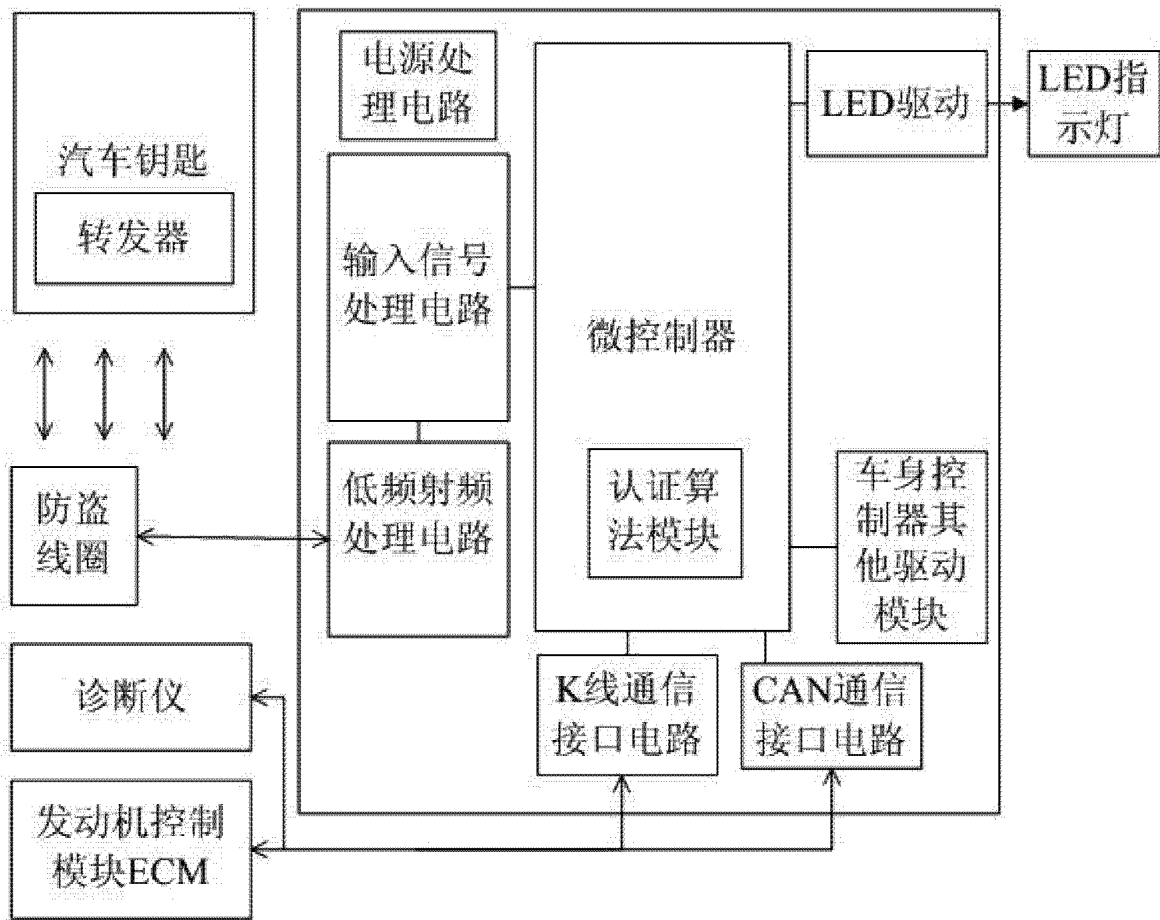 汽车钥匙
转发器
电源处
理电路
输入信号
处理电路
低频射频
处理电路
微控制器
认证算
法模块
LED驱动
LED指
示灯
车身控
制器其
他驱动
模块
防盗
线圈
诊断仪
发动机控制
模块ECM
K线通信
接口电路
CAN通信
接口电路